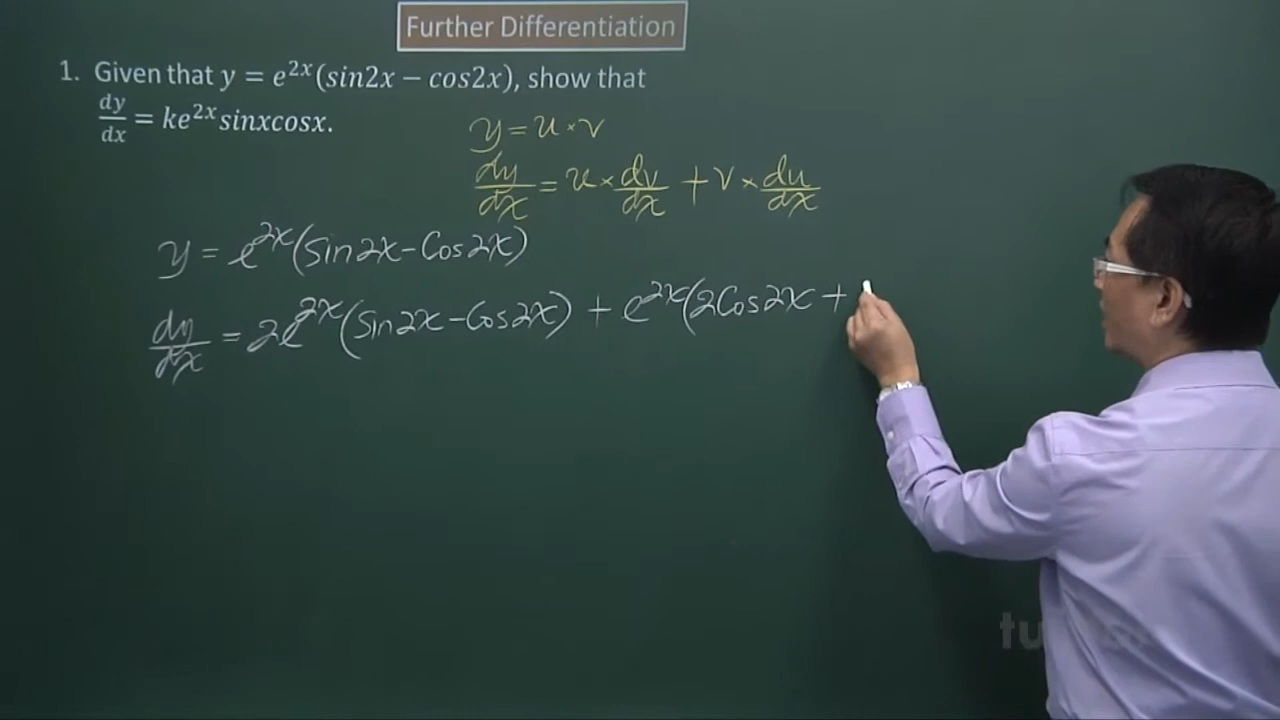 Further Differentiation
1. Given that y = e^{2x}(sin2x − cos2x), show that
dy/dx = ke^{2x}sinxcosx.
y = u × v
dy/dx = u × dv/dx + v × du/dx
y = e^{2x}(Sin2x - Cos2x)
dy/dx = 2e^{2x}(Sin2x - Cos2x) + e^{2x}(2Cos2x +